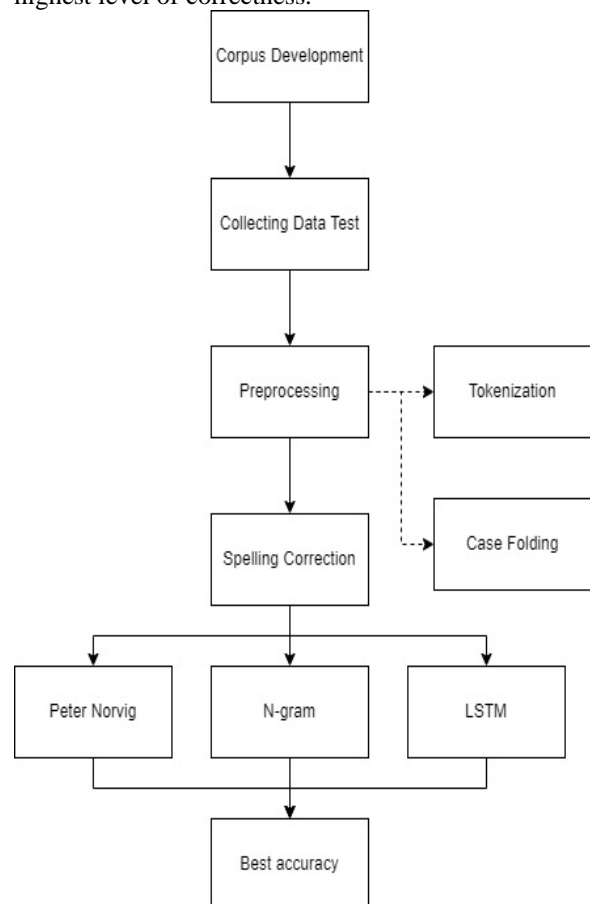 highest level of correctness.
Corpus Development
Collecting Data Test
Preprocessing
Tokenization
Case Folding
Spelling Correction
Peter Norvig
N-gram
LSTM
Best accuracy